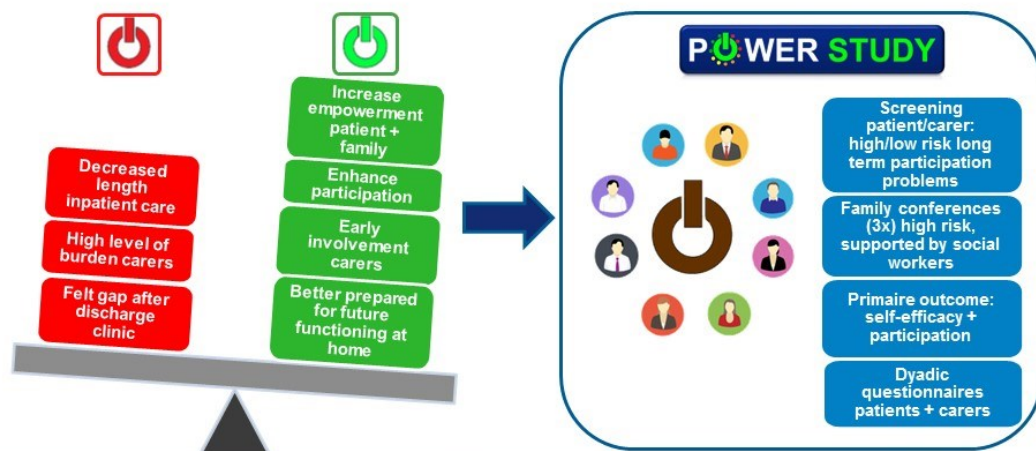 Decreased
length
inpatient care
High level of
burden carers
Felt gap after
discharge
clinic
Increase
empowerment
patient +
family
Enhance
participation
Early
involvement
carers
Better prepared
for future
functioning at
home
POWER STUDY
Screening
patient/carer:
high/low risk long
term participation
problems
Family conferences
(3x) high risk,
supported by social
workers
Primaire outcome:
self-efficacy +
participation
Dyadic
questionnaires
patients + carers